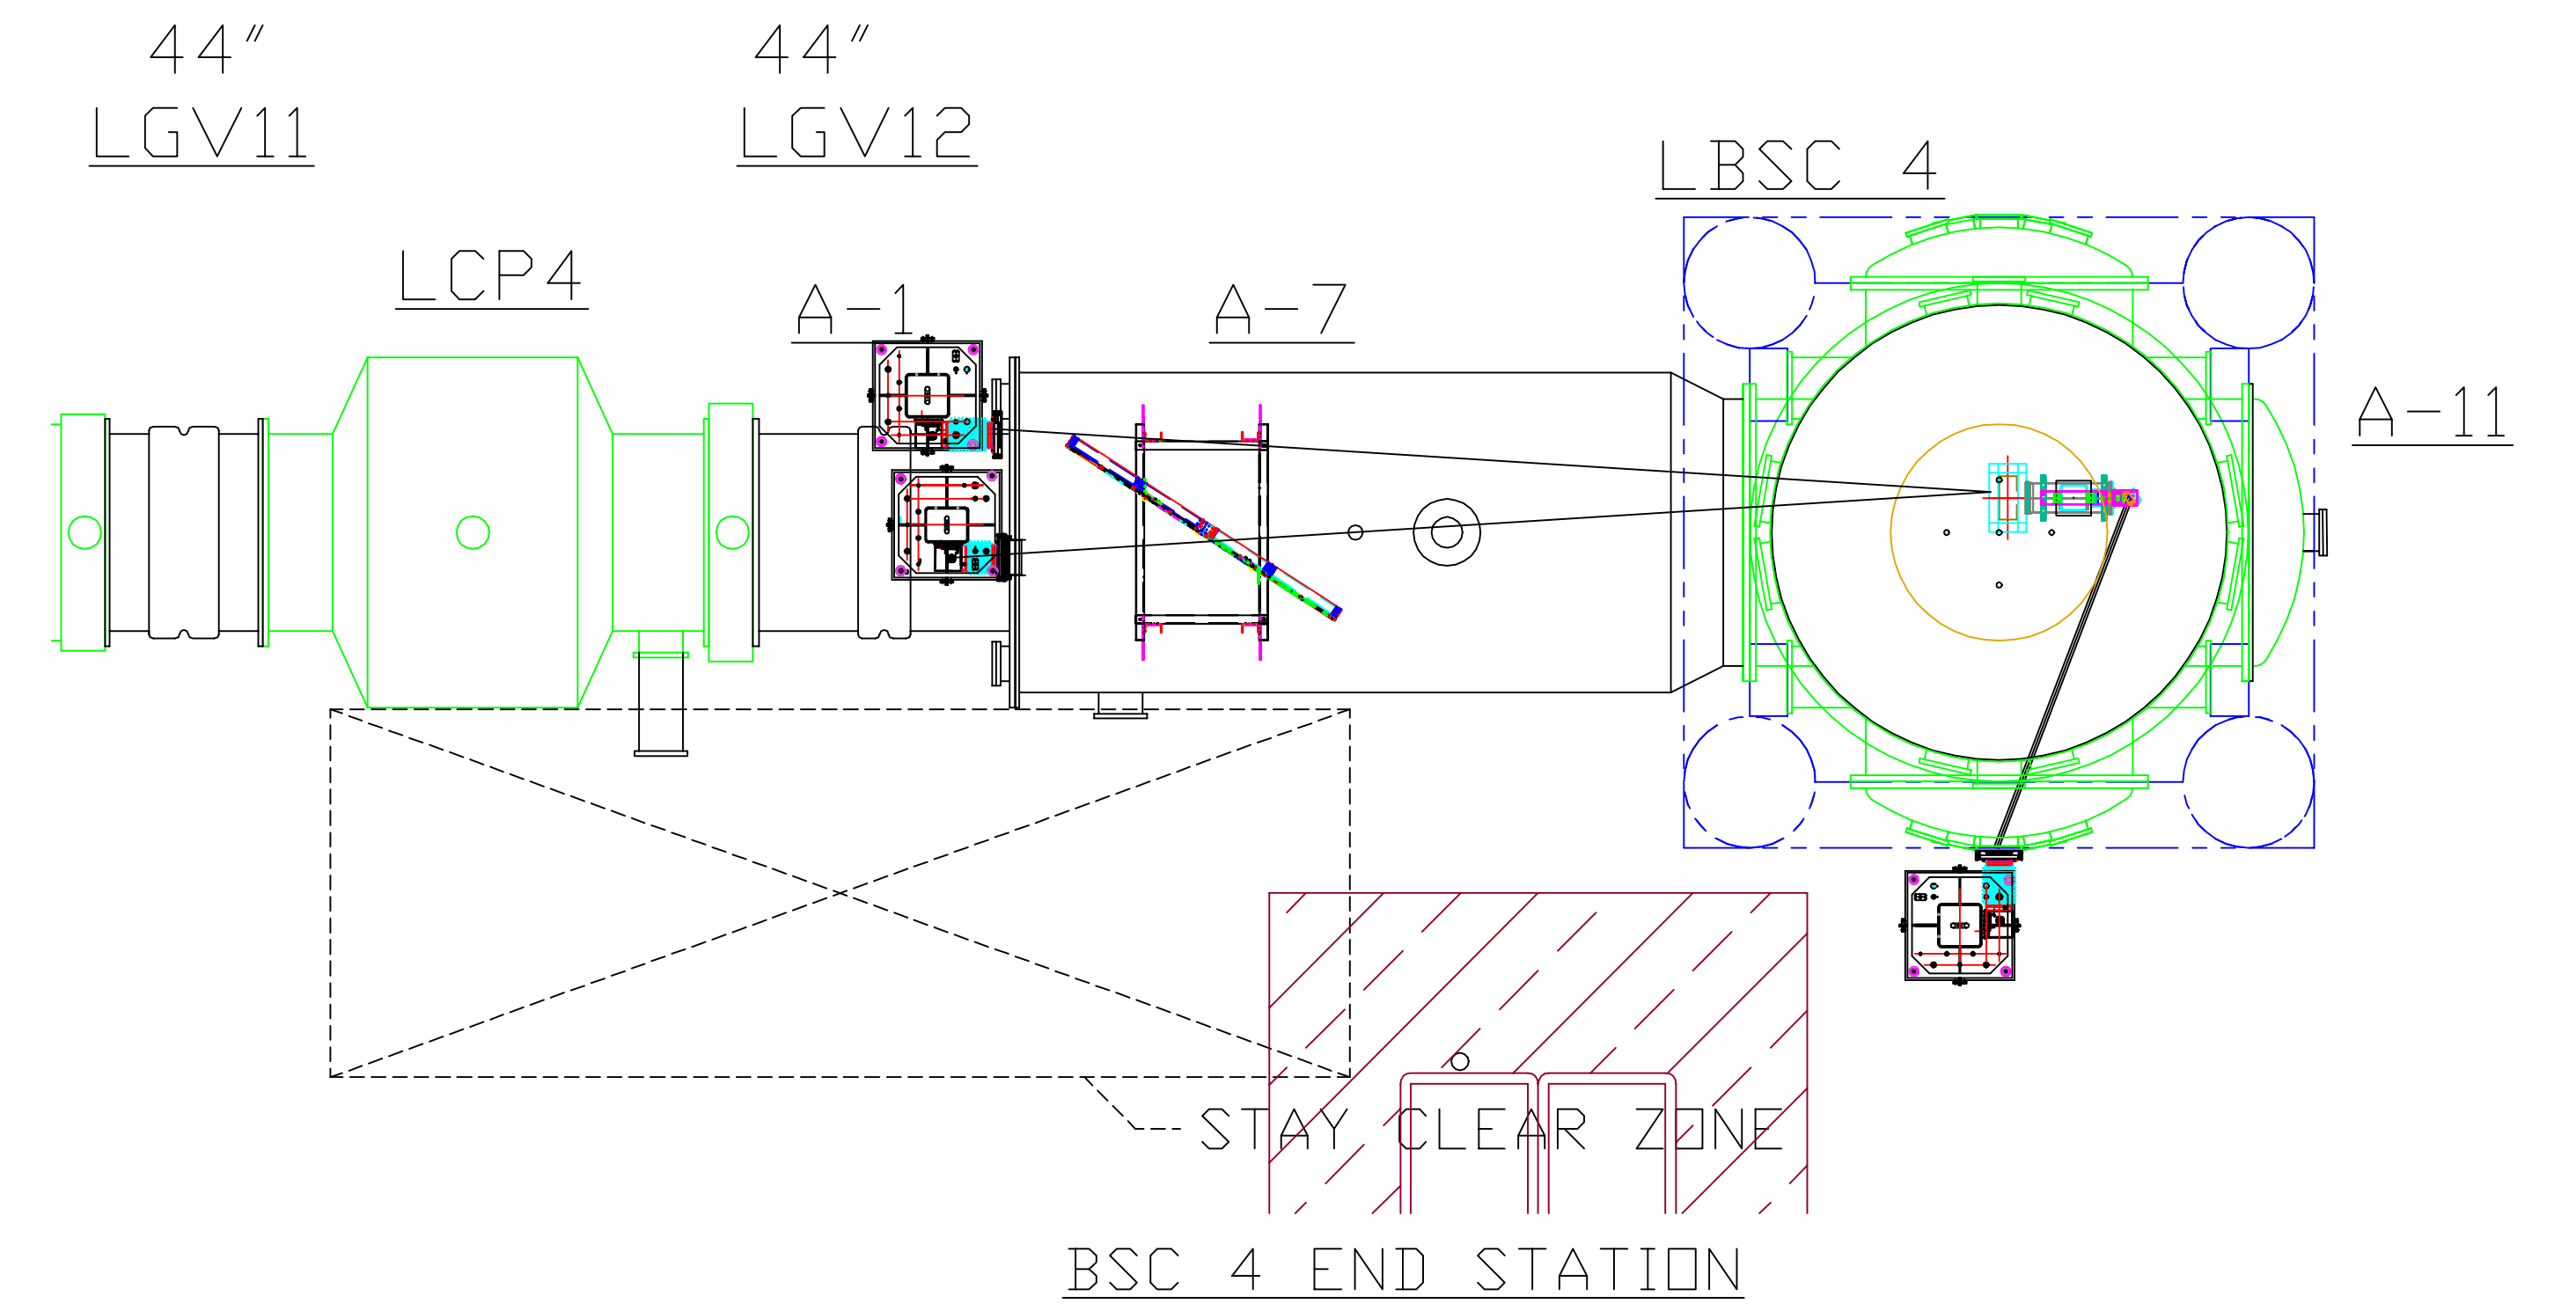 44" 44"
LGV11 LGV12
LBSC 4
LCP4
A-1 A-7
A-11
STAY CLEAR ZONE
BSC 4 END STATION